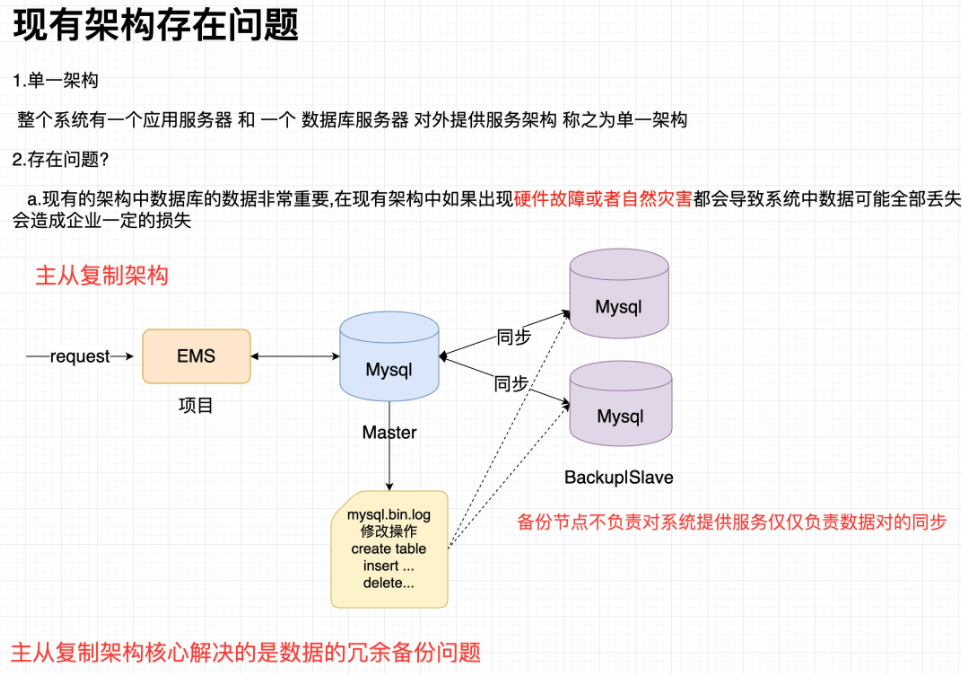 现有架构存在问题
1.单一架构
整个系统有一个应用服务器 和 一个 数据库服务器 对外提供服务架构 称之为单一架构
2.存在问题?
a.现有的架构中数据库的数据非常重要,在现有架构中如果出现硬件故障或者自然灾害都会导致系统中数据可能全部丢失
会造成企业一定的损失
主从复制架构
Mysql
同步
request
EMS
Mysql
同步
Mysql
项目
Master
Backup|Slave
mysql.bin.log
修改操作
create table
insert ...
delete...
备份节点不负责对系统提供服务仅仅负责数据对的同步
主从复制架构核心解决的是数据的冗余备份问题